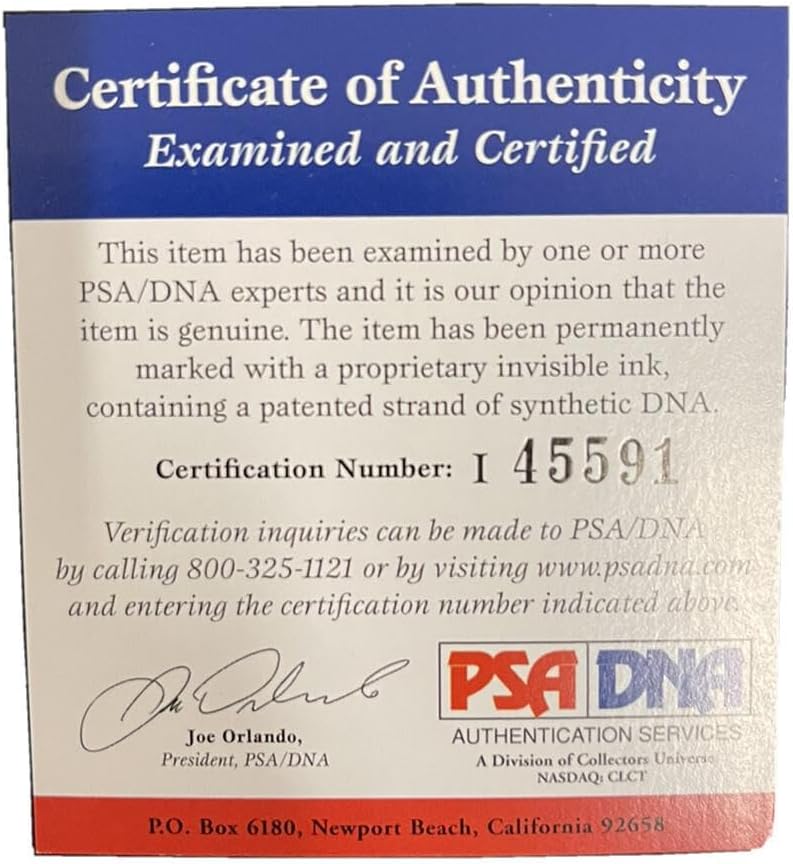 Certificate of Authenticity
Examined and Certified
This item has been examined by one or more
PSA/DNA experts and it is our opinion that the
item is genuine. The item has been permanently
marked with a proprietary invisible ink,
containing a patented strand of synthetic DNA.
Certification Number: I 45591
Verification inquiries can be made to PSA/DNA
by calling 800-325-1121 or by visiting www.psadna.com
and entering the certification number indicated above.
Joe Orlando,
President, PSA/DNA
PSA DNA
AUTHENTICATION SERVICES
A Division of Collectors Universe
NASDAQ: CLCT
P.O. Box 6180, Newport Beach, California 92658